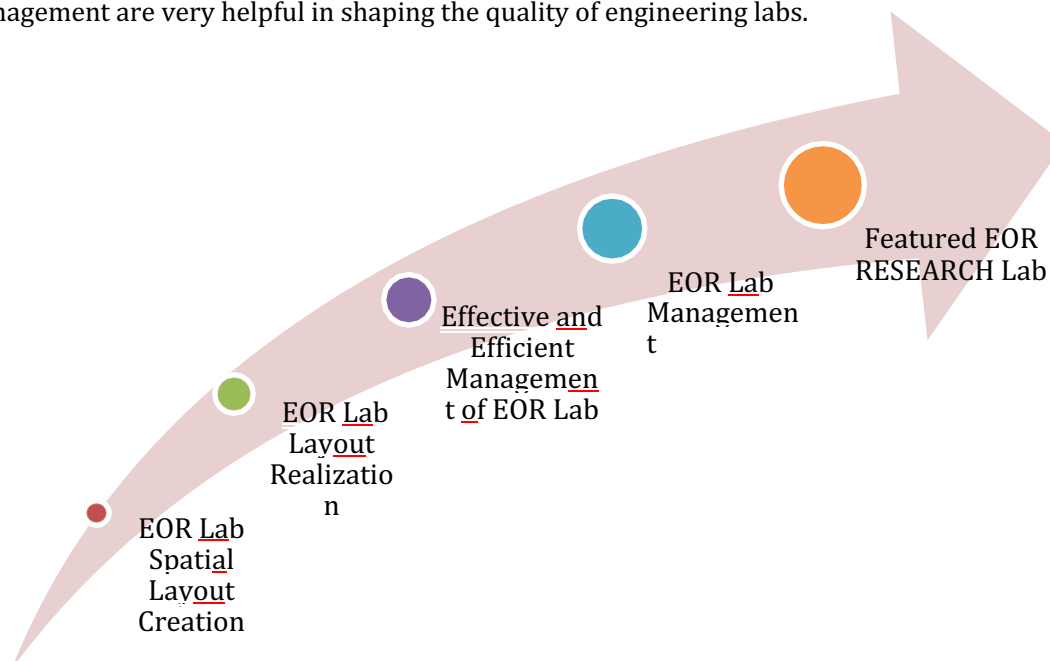 nagement are very helpful in shaping the quality of engineering labs.
Featured EOR
RESEARCH Lab
EOR Lab
Managemen
t
Effective and
Efficient
Managemen
t of EOR Lab
EOR Lab
Layout
Realizatio
n
EOR Lab
Spatial
Layout
Creation